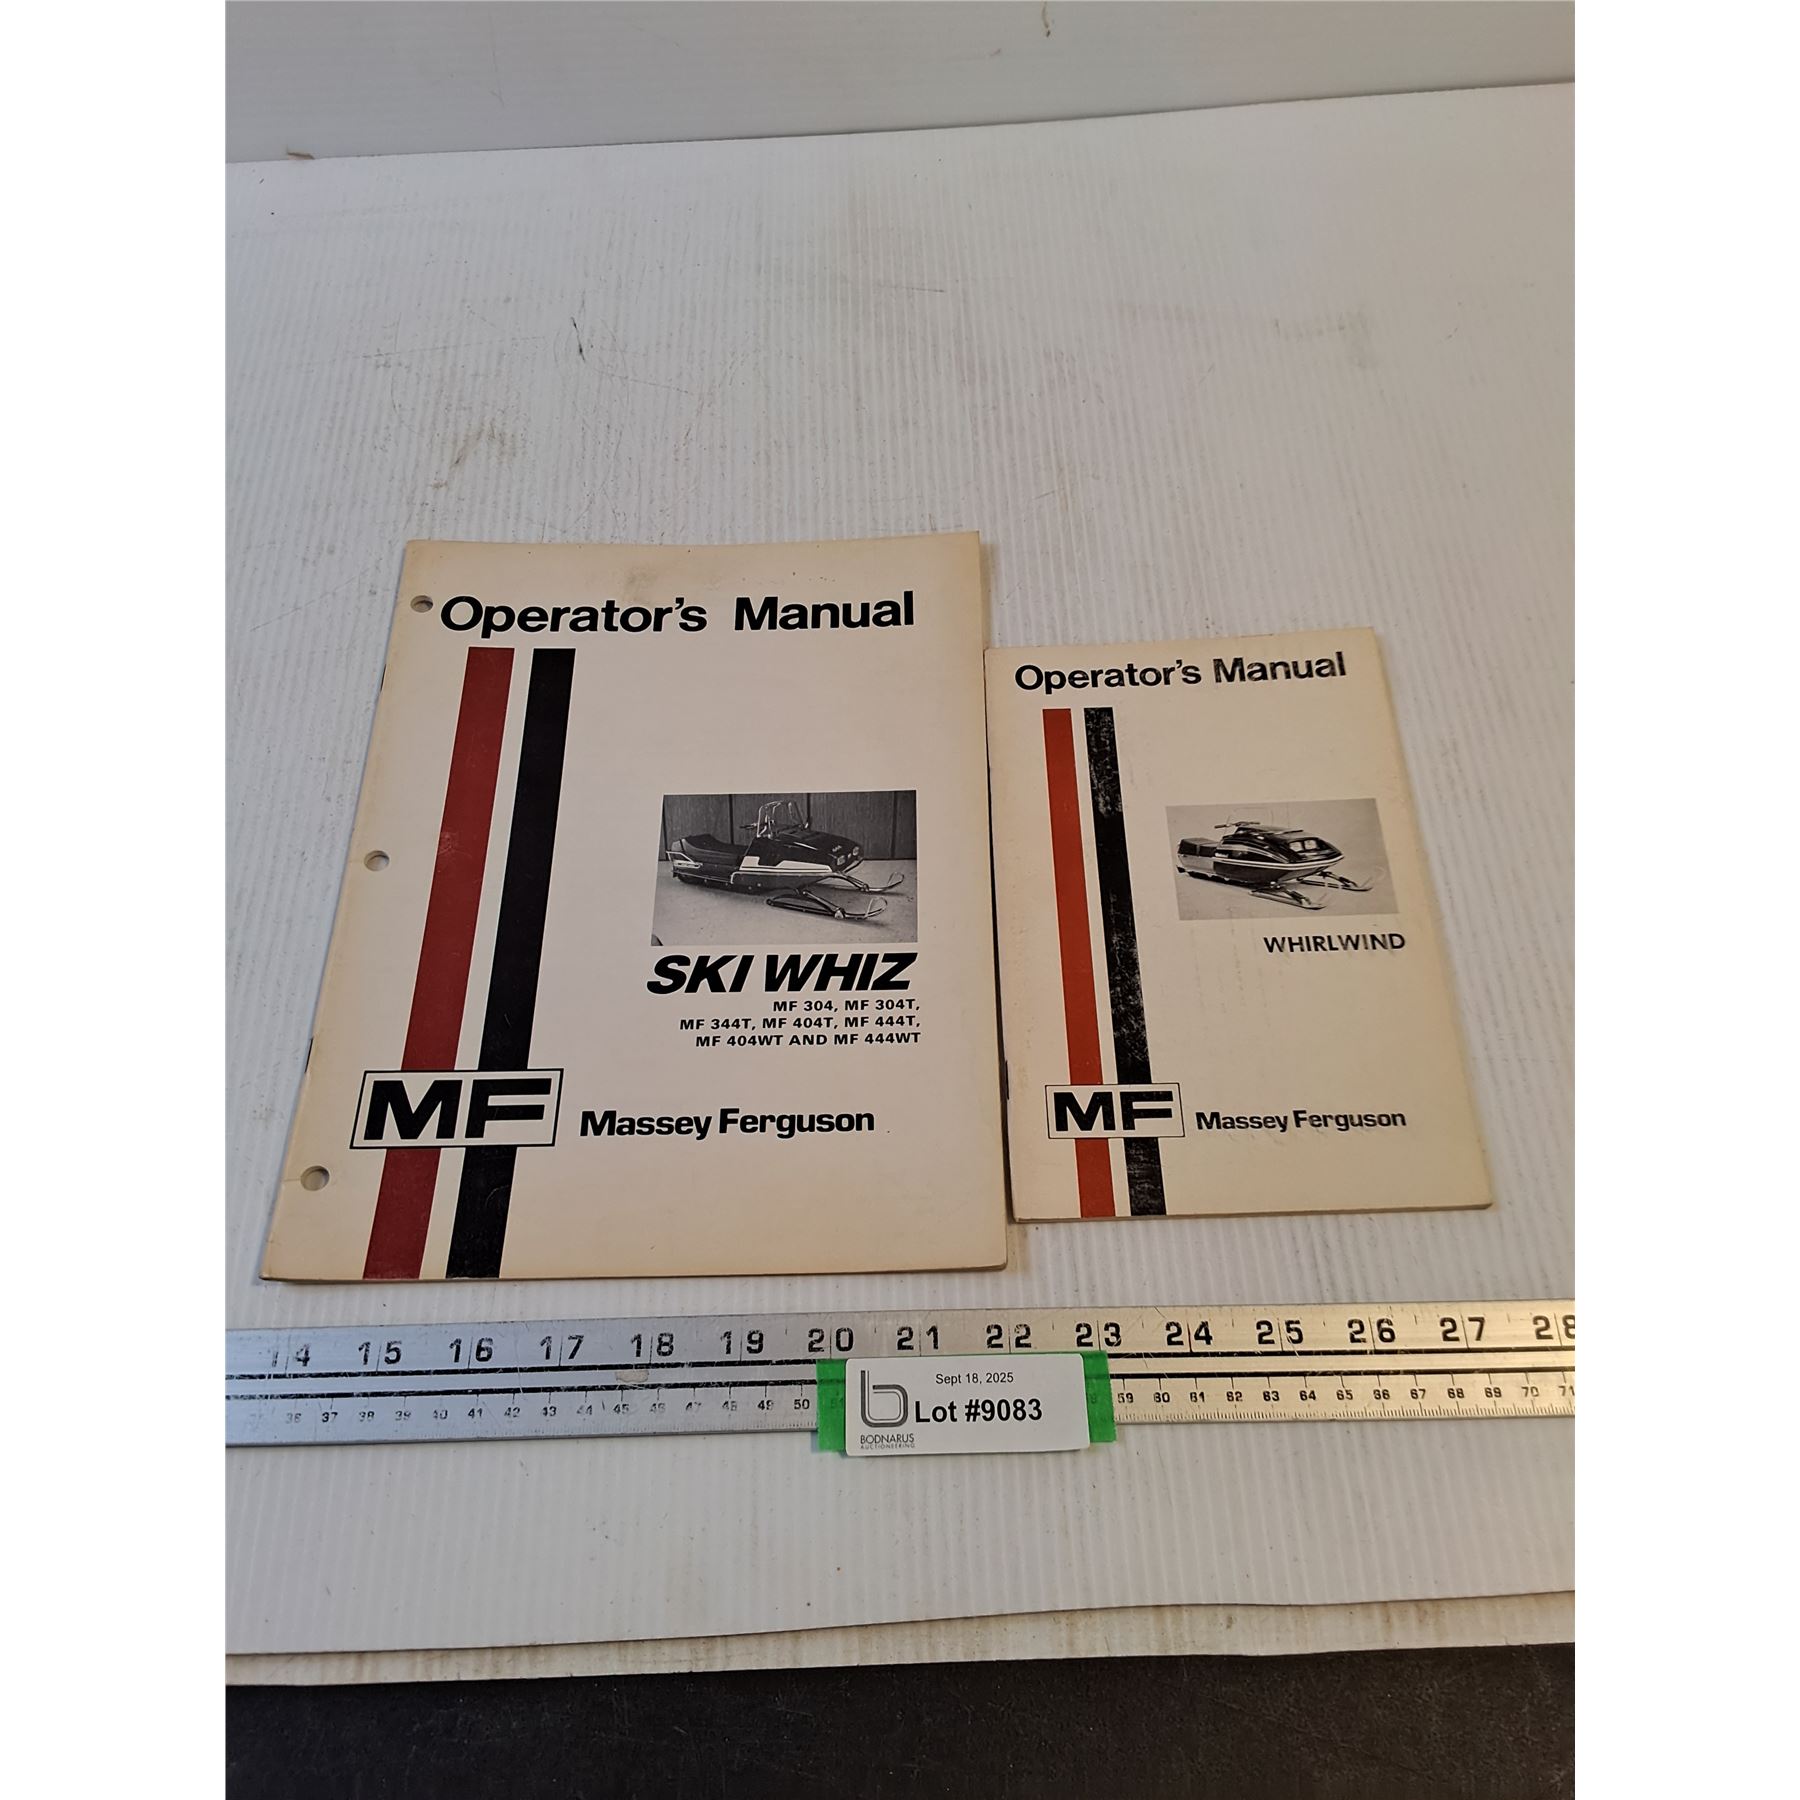 Operator's Manual
SKI WHIZ
MF 304, MF 304T,
MF 344T, MF 404T, MF 444T,
MF 404WT AND MF 444WT
MF Massey Ferguson
Operator's Manual
WHIRLWIND
MF Massey Ferguson
14 15 16 17 18 19 20 21 22 23 24 25 26 27 28
36 37 38 39 40 41 42 43 44 45 46 47 48 49 50 59 60 61 62 63 64 65 66 67 68 69 70 71
Sept 18, 2025
b Lot #9083
BODNARUS
AUCTIONEERING